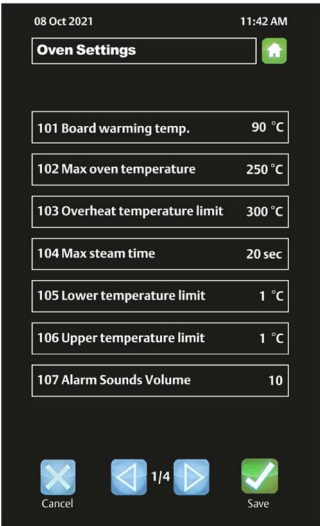 08 Oct 2021 11:42 AM
Oven Settings
101 Board warming temp. 90 °C
102 Max oven temperature 250 °C
103 Overheat temperature limit 300 °C
104 Max steam time 20 sec
105 Lower temperature limit 1 °C
106 Upper temperature limit 1 °C
107 Alarm Sounds Volume 10
1/4
Cancel Save